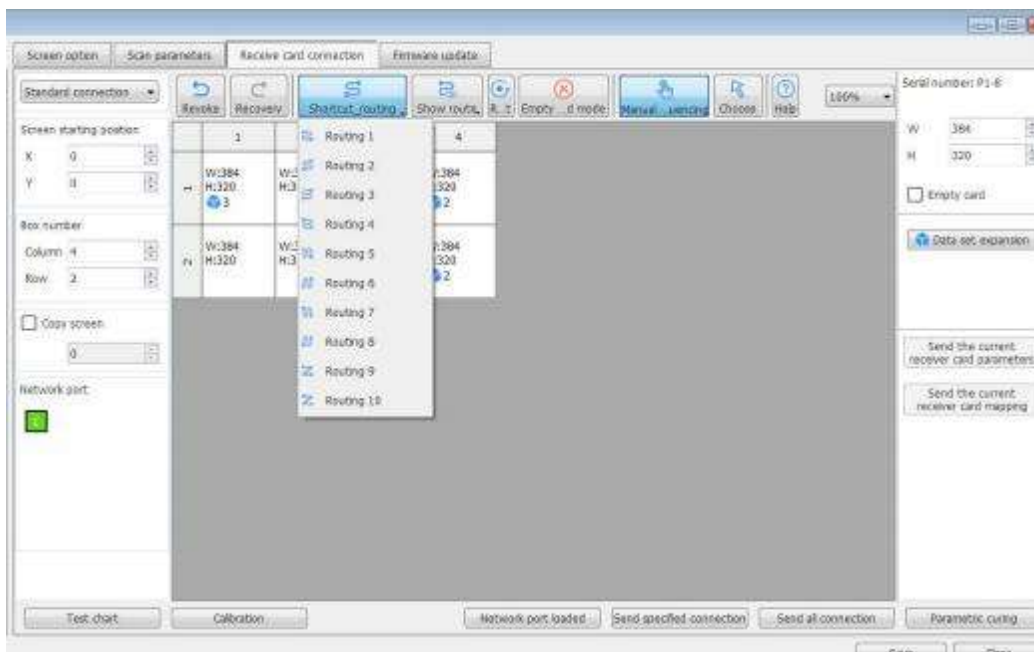 Screen option Scan parameters Receive card connection Firmware update
Standard connection
Revoke Recovery Shortcut_routing Show route, R...t Empty ...d mode Manual ...uencing Choose Help 100%
Serial number: P1-8
W 384
H 320
Empty card
Data set expansion
Send the current
receiver card parameters
Send the current
receiver card mapping
Screen starting position
X 0
Y 0
Box number
Column 4
Row 2
Copy screen
0
Network port
1
1 4
1
W:384
H:320
3
2
W:384
H:320
Routing 1
Routing 2
Routing 3
Routing 4
Routing 5
Routing 6
Routing 7
Routing 8
Routing 9
Routing 10
:384
320
2
:384
320
2
Test chart Calibration Network port loaded Send specified connection Send all connection Parametric curing